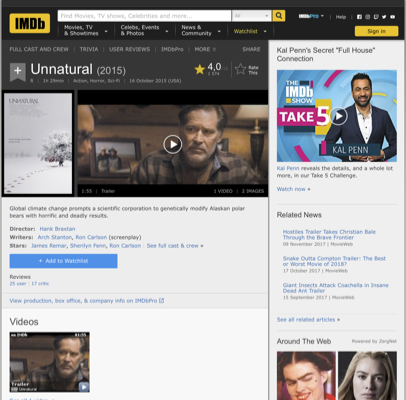 IMDb
Find Movies, TV shows, Celebrities and more...
All
Movies, TV
& Showtimes
Celebs, Events
& Photos
News &
Community
Watchlist
IMDbPro
Help
Sign in
FULL CAST AND CREW | TRIVIA | USER REVIEWS | IMDbPro | MORE
SHARE
Unnatural (2015)
4,0
Rate
This
1h 29min | Action, Horror, Sci-Fi | 16 October 2015 (USA)
UNNATURAL
1:55 | Trailer
1 VIDEO | 2 IMAGES
Global climate change prompts a scientific corporation to genetically modify Alaskan polar
bears with horrific and deadly results.
Director: Hank Braxtan
Writers: Arch Stanton, Ron Carlson (screenplay)
Stars: James Remar, Sherilyn Fenn, Ron Carlson | See full cast & crew »
+ Add to Watchlist
Reviews
25 user | 17 critic
View production, box office, & company info on IMDbPro
Videos
Trailer
Kal Penn's Secret "Full House"
Connection
THE
IMDb
SHOW
TAKE 5
KAL PENN
Kal Penn reveals the details, and a whole lot
more, in our Take 5 Challenge.
Watch now »
Related News
Hostiles Trailer Takes Christian Bale
Through the Brave Frontier
09 November 2017 | MovieWeb
Snake Outta Compton Trailer: The Best
or Worst Movie of 2018?
17 October 2017 | MovieWeb
Giant Insects Attack Coachella in Insane
Dead Ant Trailer
15 September 2017 | MovieWeb
See all related articles »
Around The Web
Powered by ZergNet